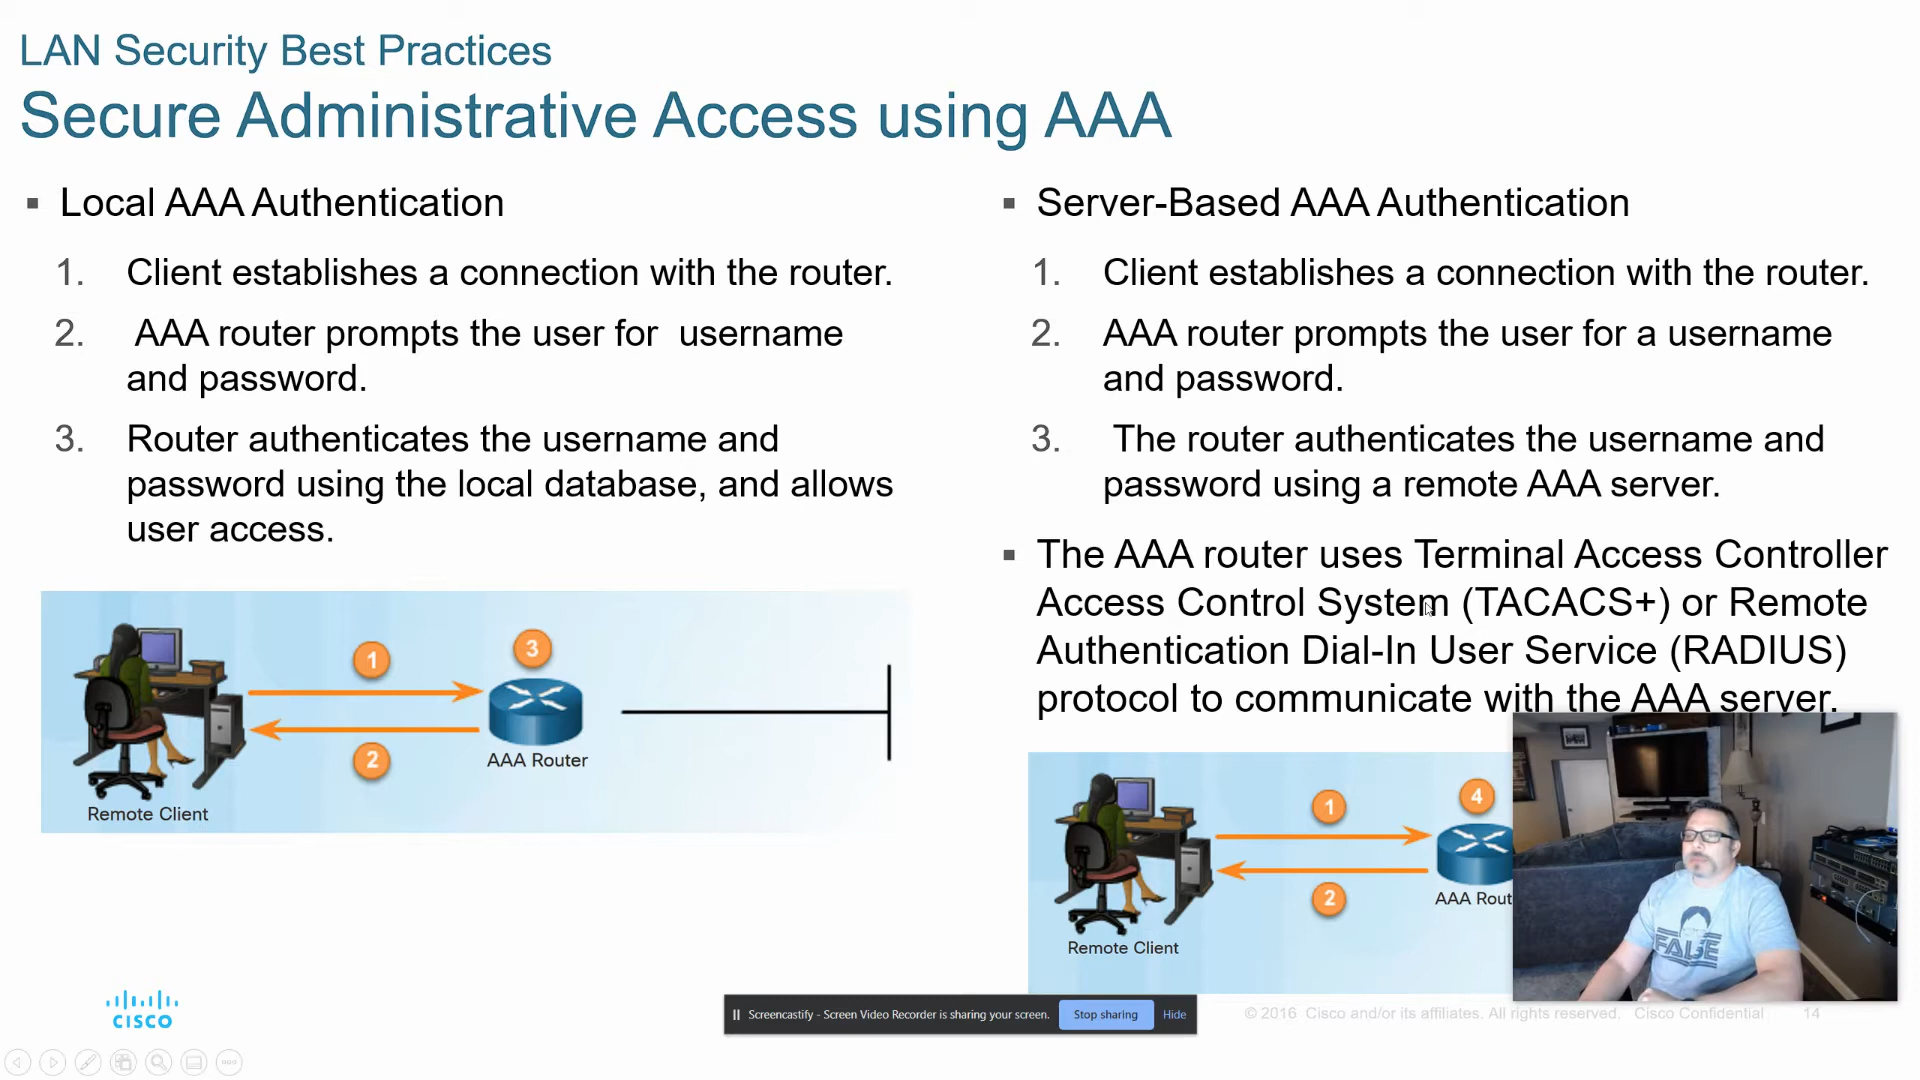 LAN Security Best Practices
Secure Administrative Access using AAA
▪ Local AAA Authentication
1. Client establishes a connection with the router.
2. AAA router prompts the user for username
and password.
3. Router authenticates the username and
password using the local database, and allows
user access.
1
3
2
AAA Router
Remote Client
▪ Server-Based AAA Authentication
1. Client establishes a connection with the router.
2. AAA router prompts the user for a username
and password.
3. The router authenticates the username and
password using a remote AAA server.
▪ The AAA router uses Terminal Access Controller
Access Control System (TACACS+) or Remote
Authentication Dial-In User Service (RADIUS)
protocol to communicate with the AAA server.
1
4
2
AAA Rout
Remote Client
FALSE
CISCO
Screencastify - Screen Video Recorder is sharing your screen.
Stop sharing
Hide
© 2016 Cisco and/or its affiliates. All rights reserved. Cisco Confidential
14